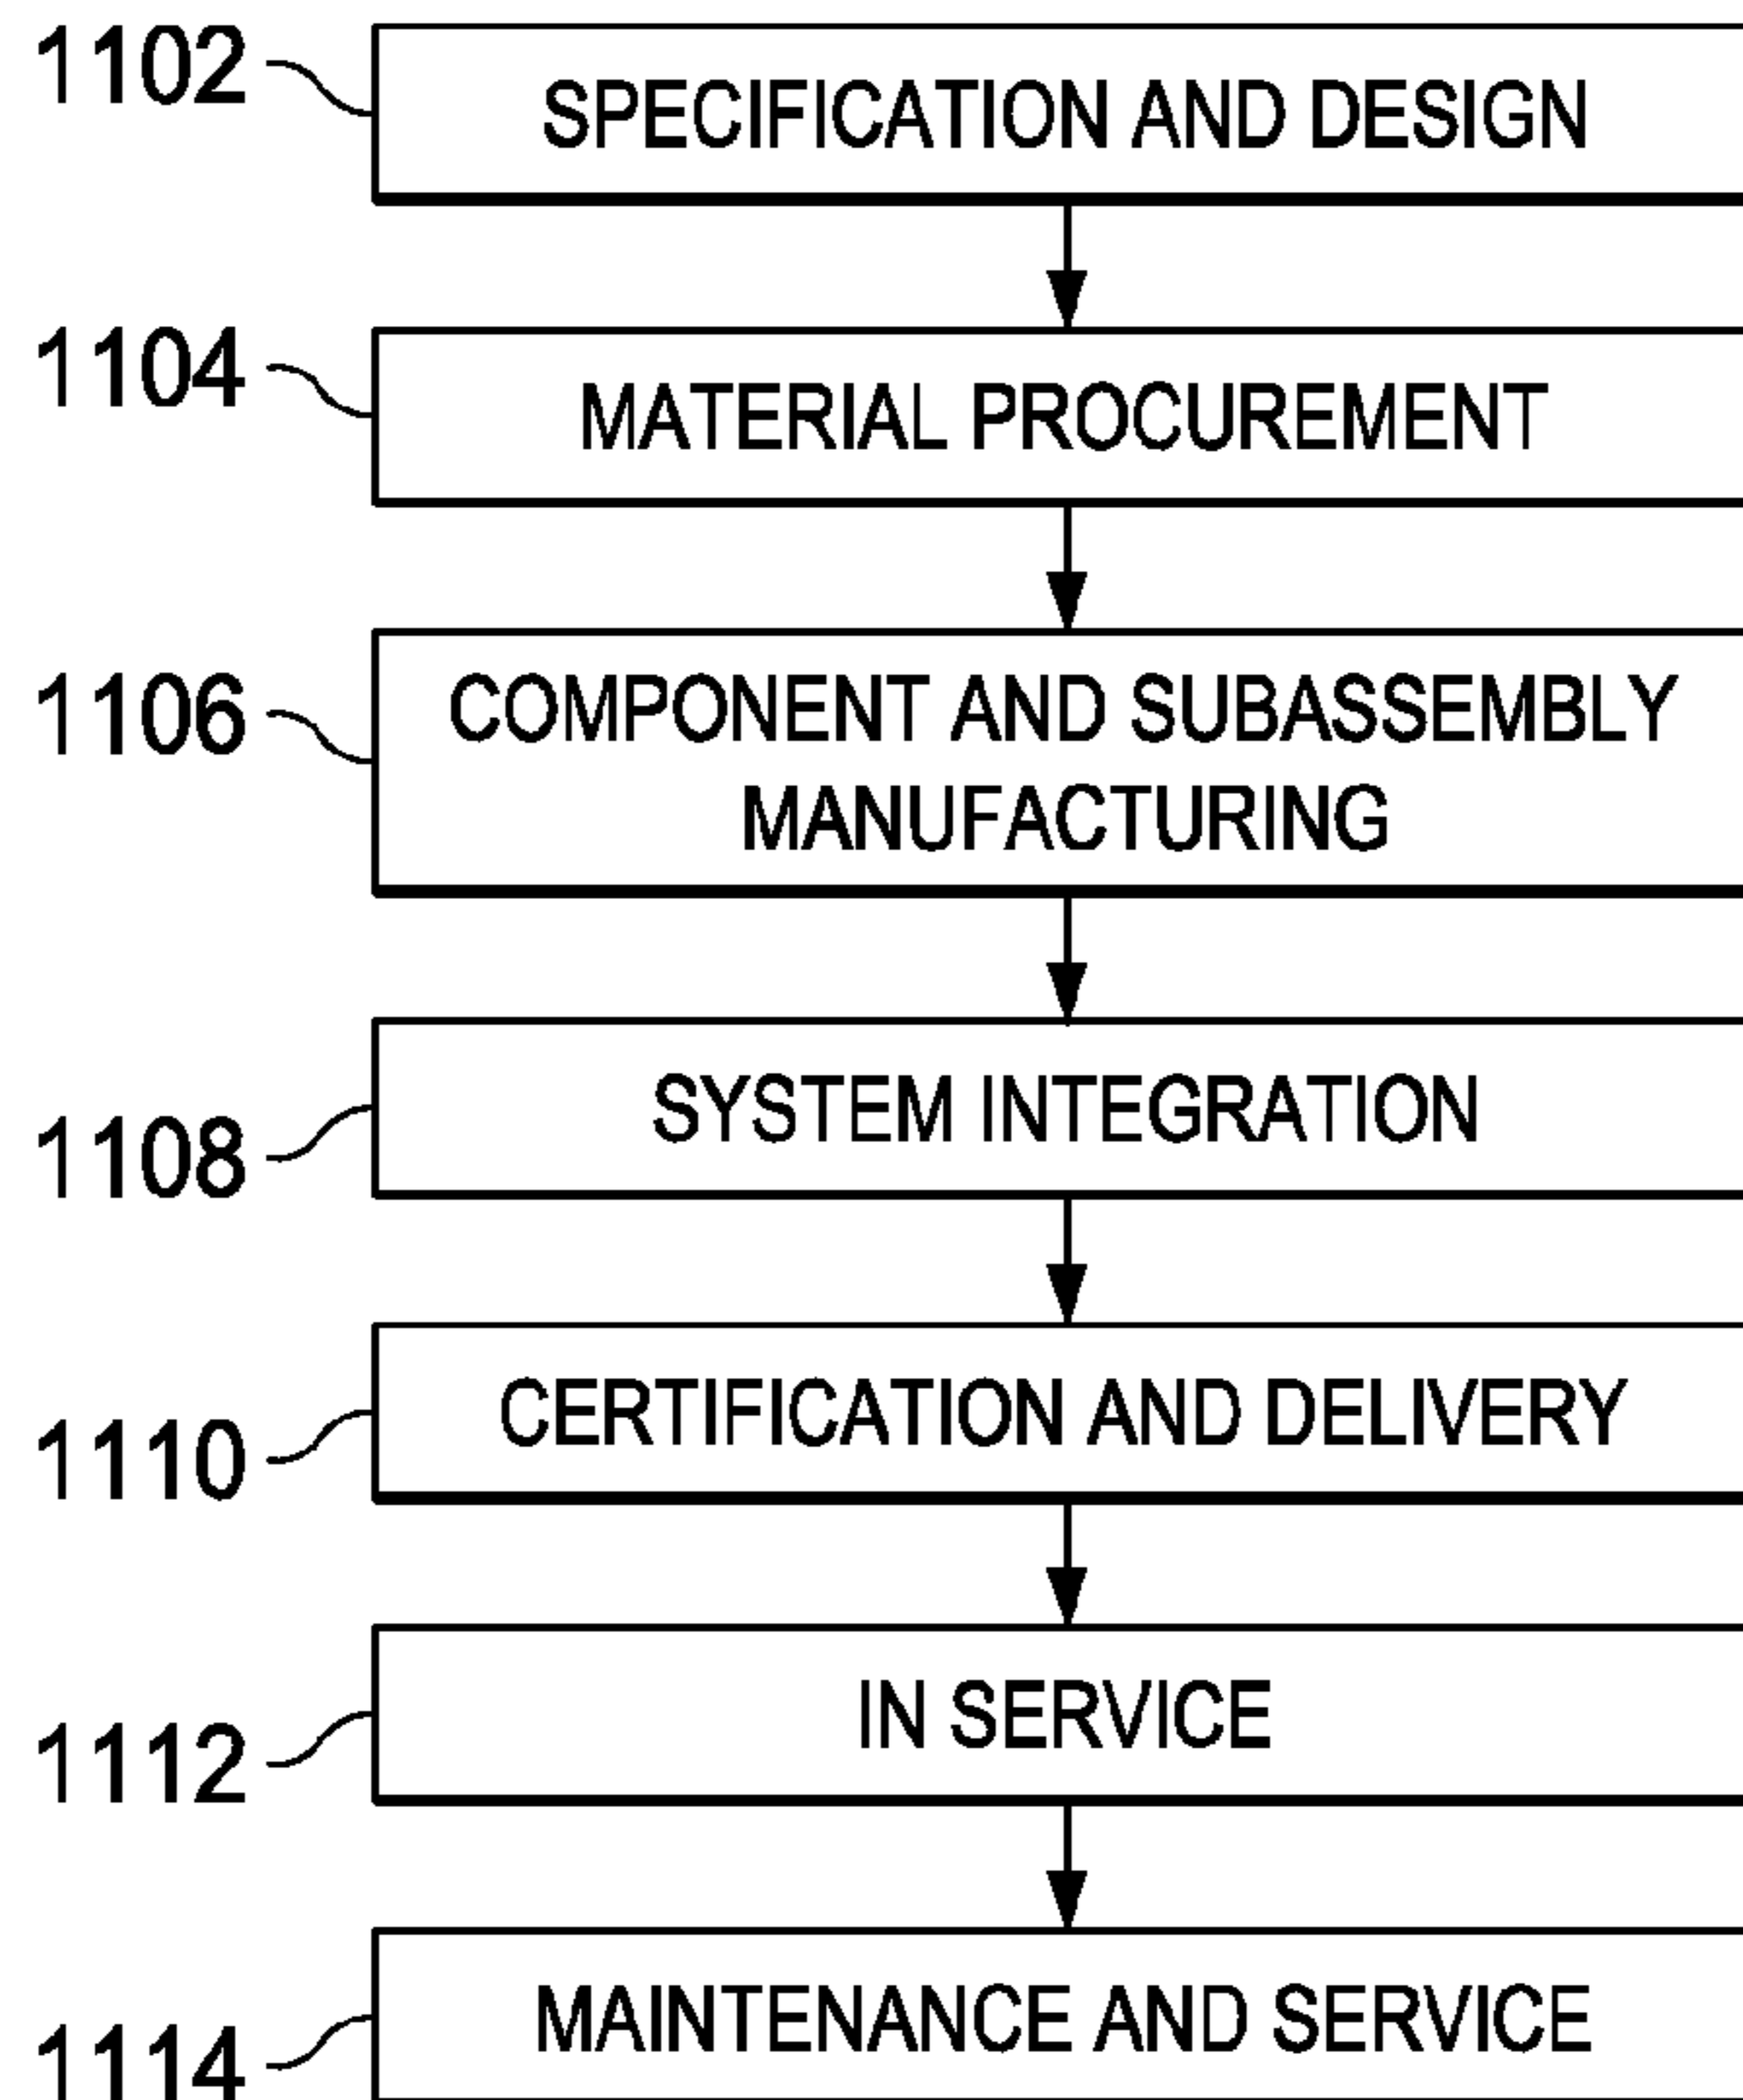 1102 SPECIFICATION AND DESIGN
1104 MATERIAL PROCUREMENT
1106 COMPONENT AND SUBASSEMBLY
MANUFACTURING
1108 SYSTEM INTEGRATION
1110 CERTIFICATION AND DELIVERY
1112 IN SERVICE
1114 MAINTENANCE AND SERVICE